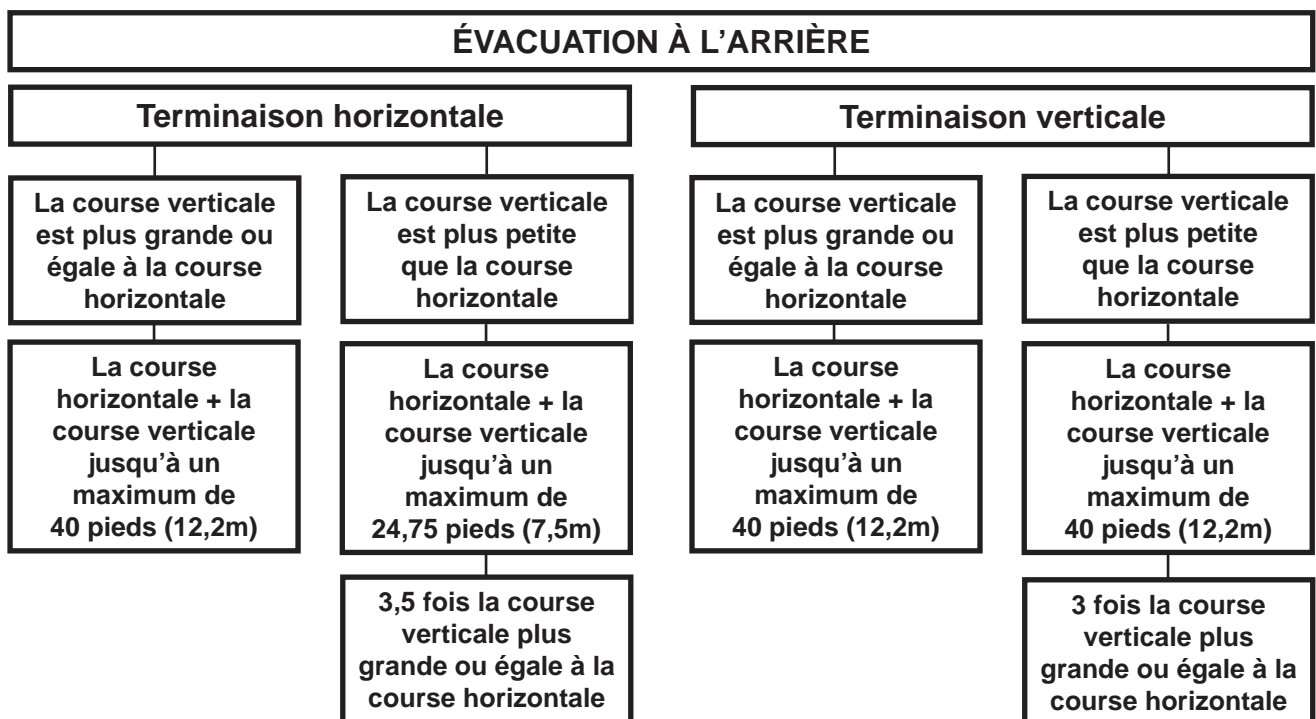 ÉVACUATION À L'ARRIÈRE
Terminaison horizontale
La course verticale
est plus grande ou
égale à la course
horizontale
La course
horizontale + la
course verticale
jusqu'à un
maximum de
40 pieds (12,2m)
La course verticale
est plus petite
que la course
horizontale
La course
horizontale + la
course verticale
jusqu'à un
maximum de
24,75 pieds (7,5m)
3,5 fois la course
verticale plus
grande ou égale à la
course horizontale
Terminaison verticale
La course verticale
est plus grande ou
égale à la course
horizontale
La course
horizontale + la
course verticale
jusqu'à un
maximum de
40 pieds (12,2m)
La course verticale
est plus petite
que la course
horizontale
La course
horizontale + la
course verticale
jusqu'à un
maximum de
40 pieds (12,2m)
3 fois la course
verticale plus
grande ou égale à la
course horizontale